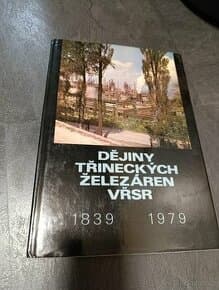 DĚJINY
TŘINECKÝCH
ŽELEZÁREN
VŘSR
1839 1979